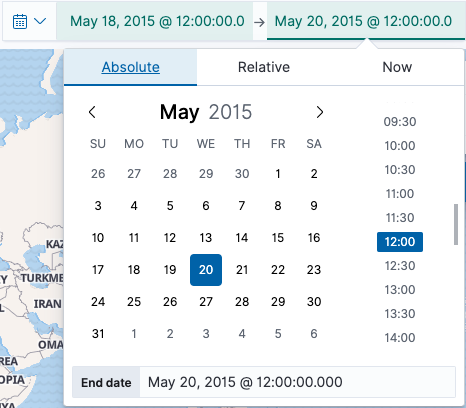 May 18, 2015 @ 12:00:00.0 → May 20, 2015 @ 12:00:00.0
Absolute Relative Now
May 2015
SU MO TU WE TH FR SA
26 27 28 29 30 1 2
3 4 5 6 7 8 9
10 11 12 13 14 15 16
17 18 19 20 21 22 23
24 25 26 27 28 29 30
31 1 2 3 4 5 6
09:30
10:00
10:30
11:00
11:30
12:00
12:30
13:00
13:30
14:00
End date May 20, 2015 @ 12:00:00.000
KAZ
TURKME
IRAN
OMA
REA
OPIA